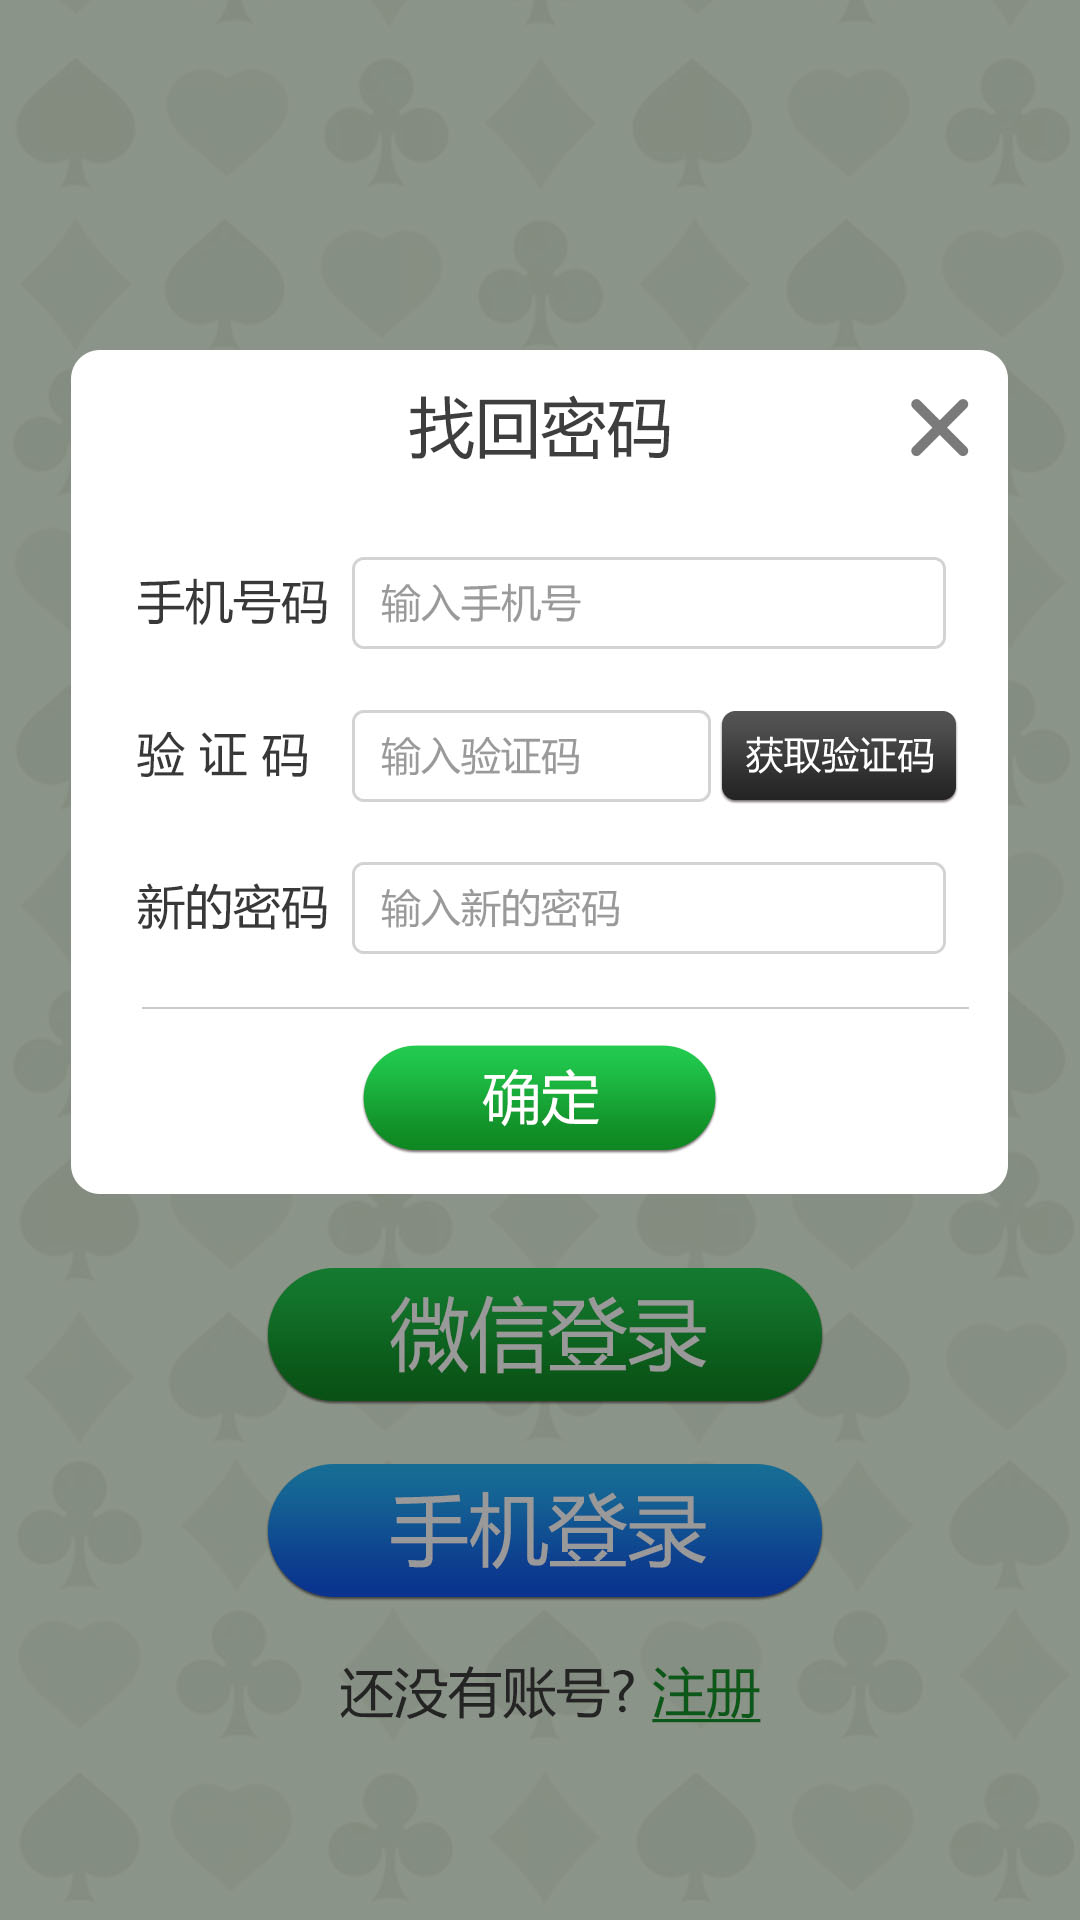 找回密码
手机号码 输入手机号
验 证 码 输入验证码 获取验证码
新的密码 输入新的密码
确定
微信登录
手机登录
还没有账号? 注册